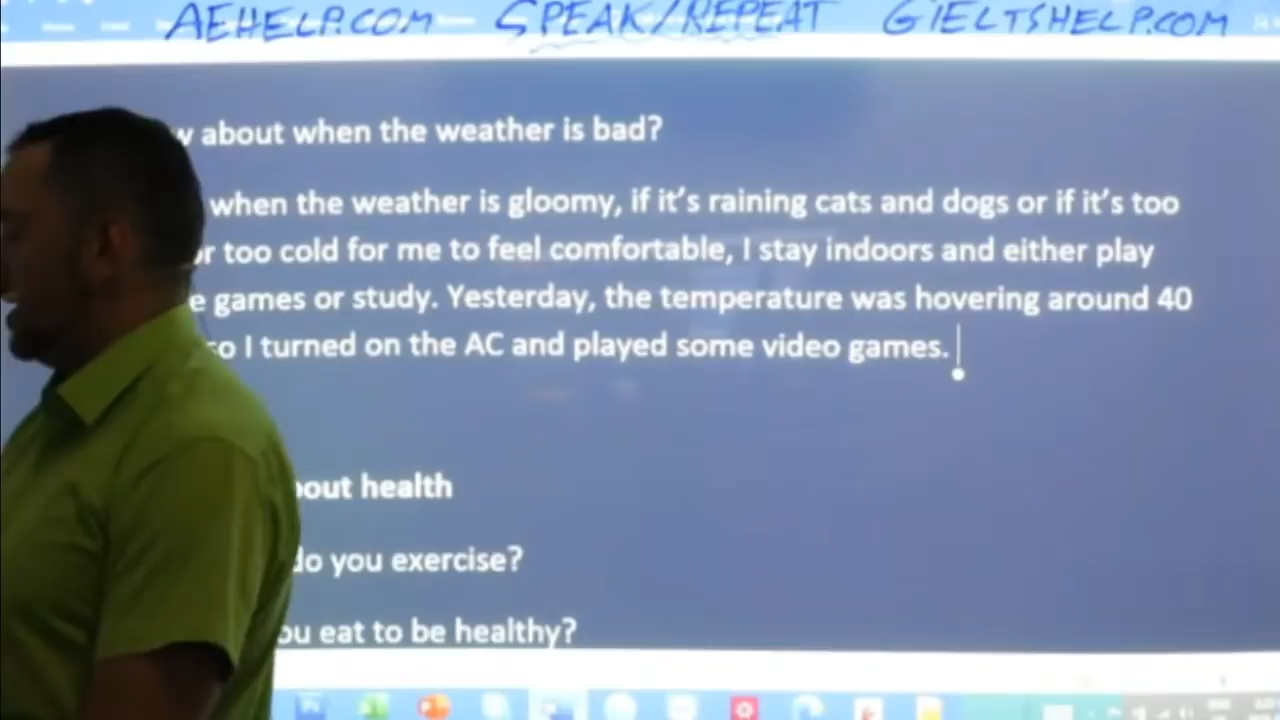 AEHELP.COM SPEAK/REPEAT GIELTSHELP.COM
about when the weather is bad?
when the weather is gloomy, if it's raining cats and dogs or if it's too
too cold for me to feel comfortable, I stay indoors and either play
games or study. Yesterday, the temperature was hovering around 40
I turned on the AC and played some video games.
health
do you exercise?
eat to be healthy?